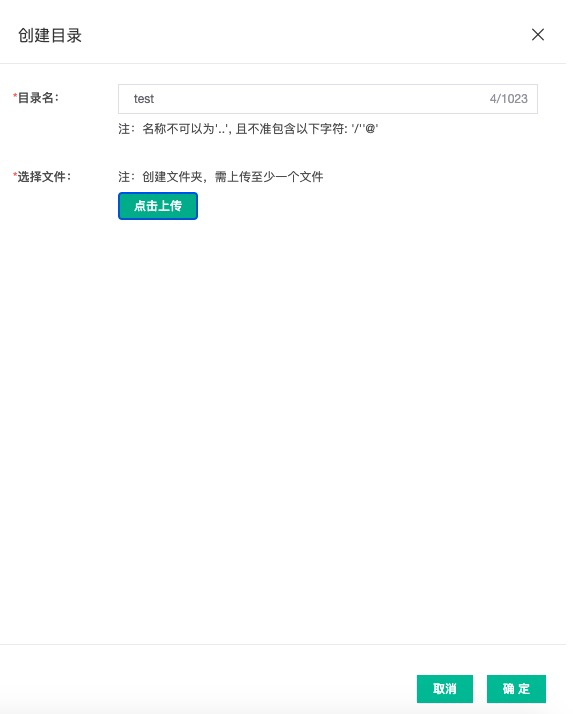 创建目录
*目录名： test 4/1023
注：名称不可以为'..', 且不准包含以下字符: '/''@'
*选择文件： 注：创建文件夹，需上传至少一个文件
点击上传
取消 确 定